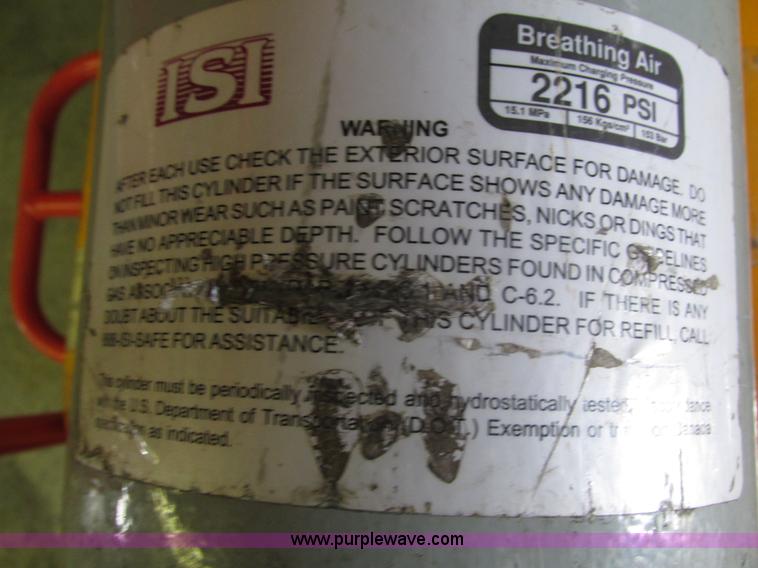 ISI
Breathing Air
Maximum Charging Pressure
2216 PSI
15.1 MPa 156 Kgs/cm² 153 Bar
WARNING
AFTER EACH USE CHECK THE EXTERIOR SURFACE FOR DAMAGE. DO
NOT FILL THIS CYLINDER IF THE SURFACE SHOWS ANY DAMAGE MORE
THAN MINOR WEAR SUCH AS PAINT SCRATCHES, NICKS OR DINGS THAT
HAVE NO APPRECIABLE DEPTH. FOLLOW THE SPECIFIC GUIDELINES
ON INSPECTING HIGH PRESSURE CYLINDERS FOUND IN COMPRESSED
GAS AND C-6.2. IF THERE IS ANY
DOUBT ABOUT THE THIS CYLINDER FOR REFILL, CALL
888-ISI-SAFE FOR ASSISTANCE.
This cylinder must be periodically inspected and hydrostatically tested
with the U.S. Department of Transportation (D.O.T.) Exemption or Canada
as indicated.
www.purplewave.com